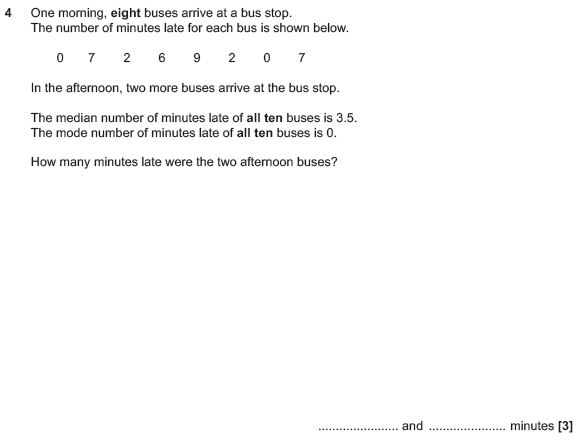 4 One morning, eight buses arrive at a bus stop.
The number of minutes late for each bus is shown below.
0 7 2 6 9 2 0 7
In the afternoon, two more buses arrive at the bus stop.
The median number of minutes late of all ten buses is 3.5.
The mode number of minutes late of all ten buses is 0.
How many minutes late were the two afternoon buses?
...................... and ...................... minutes [3]